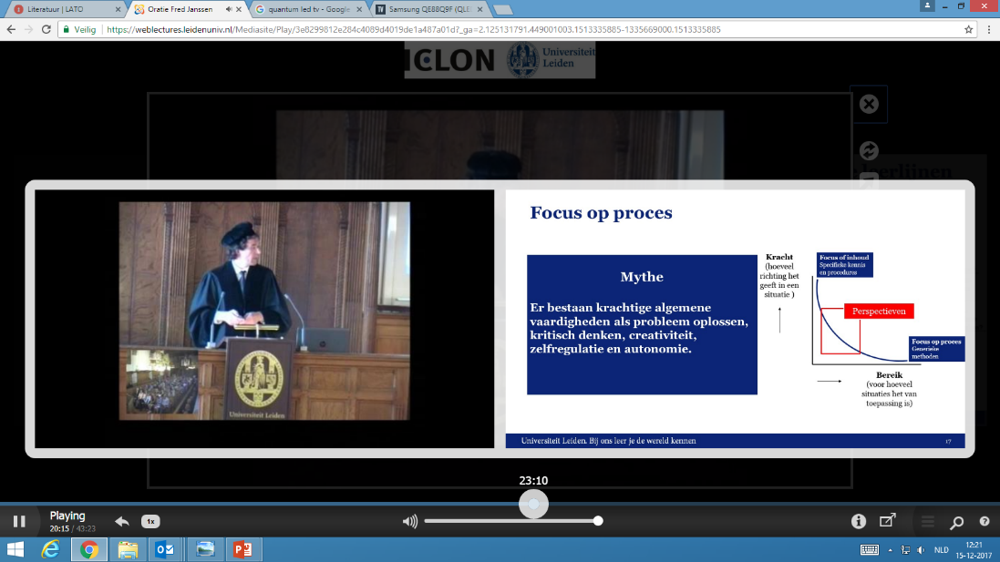 Literatuur | LATO
Oratie Fred Janssen
quantum led tv - Google
Samsung QE88Q9F (QLE
Veilig
https://weblectures.leidenuniv.nl/Mediasite/Play/3e8299812e284c4089d4019de1a487a01d?_ga=2.125131791.449001003.1513335885-1335669000.1513335885
ICLON
Universiteit
Leiden
leerlijnen
Focus op proces
Mythe
Er bestaan krachtige algemene
vaardigheden als probleem oplossen,
kritisch denken, creativiteit,
zelfregulatie en autonomie.
Kracht
(hoeveel
richting het
geeft in een
situatie )
Focus of inhoud
Specifieke kennis
en procedures
Perspectieven
Focus op proces
Generieke
methoden
Bereik
(voor hoeveel
situaties het van
toepassing is)
Universiteit Leiden. Bij ons leer je de wereld kennen
17
Universiteit Leiden
23:10
Playing
20:15 / 43:23
1x
NLD
12:21
15-12-2017